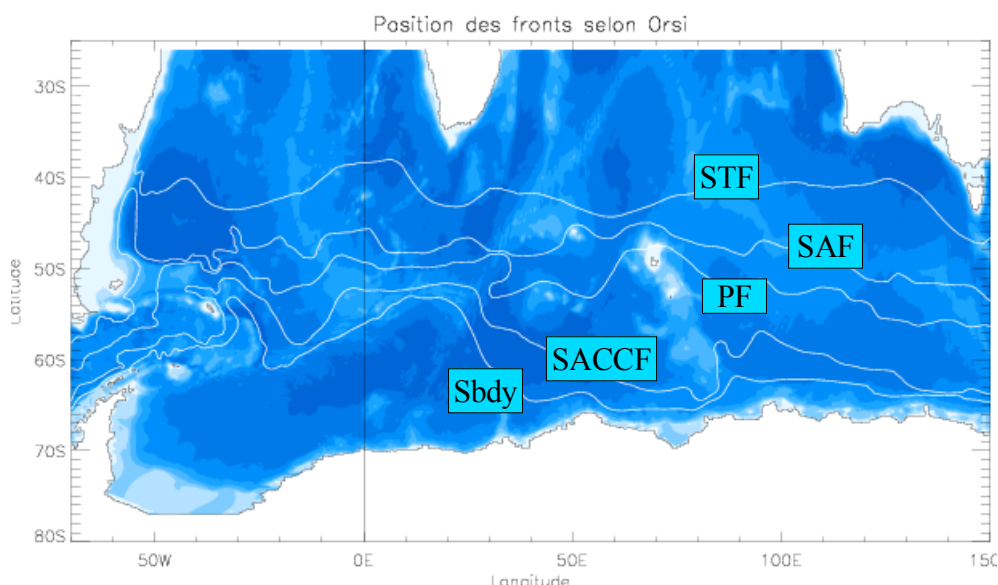 Position des fronts selon Orsi
30S
40S
50S
60S
70S
80S
Latitude
STF
SAF
PF
SACCF
Sbdy
50W
0E
50E
100E
150
Longitude